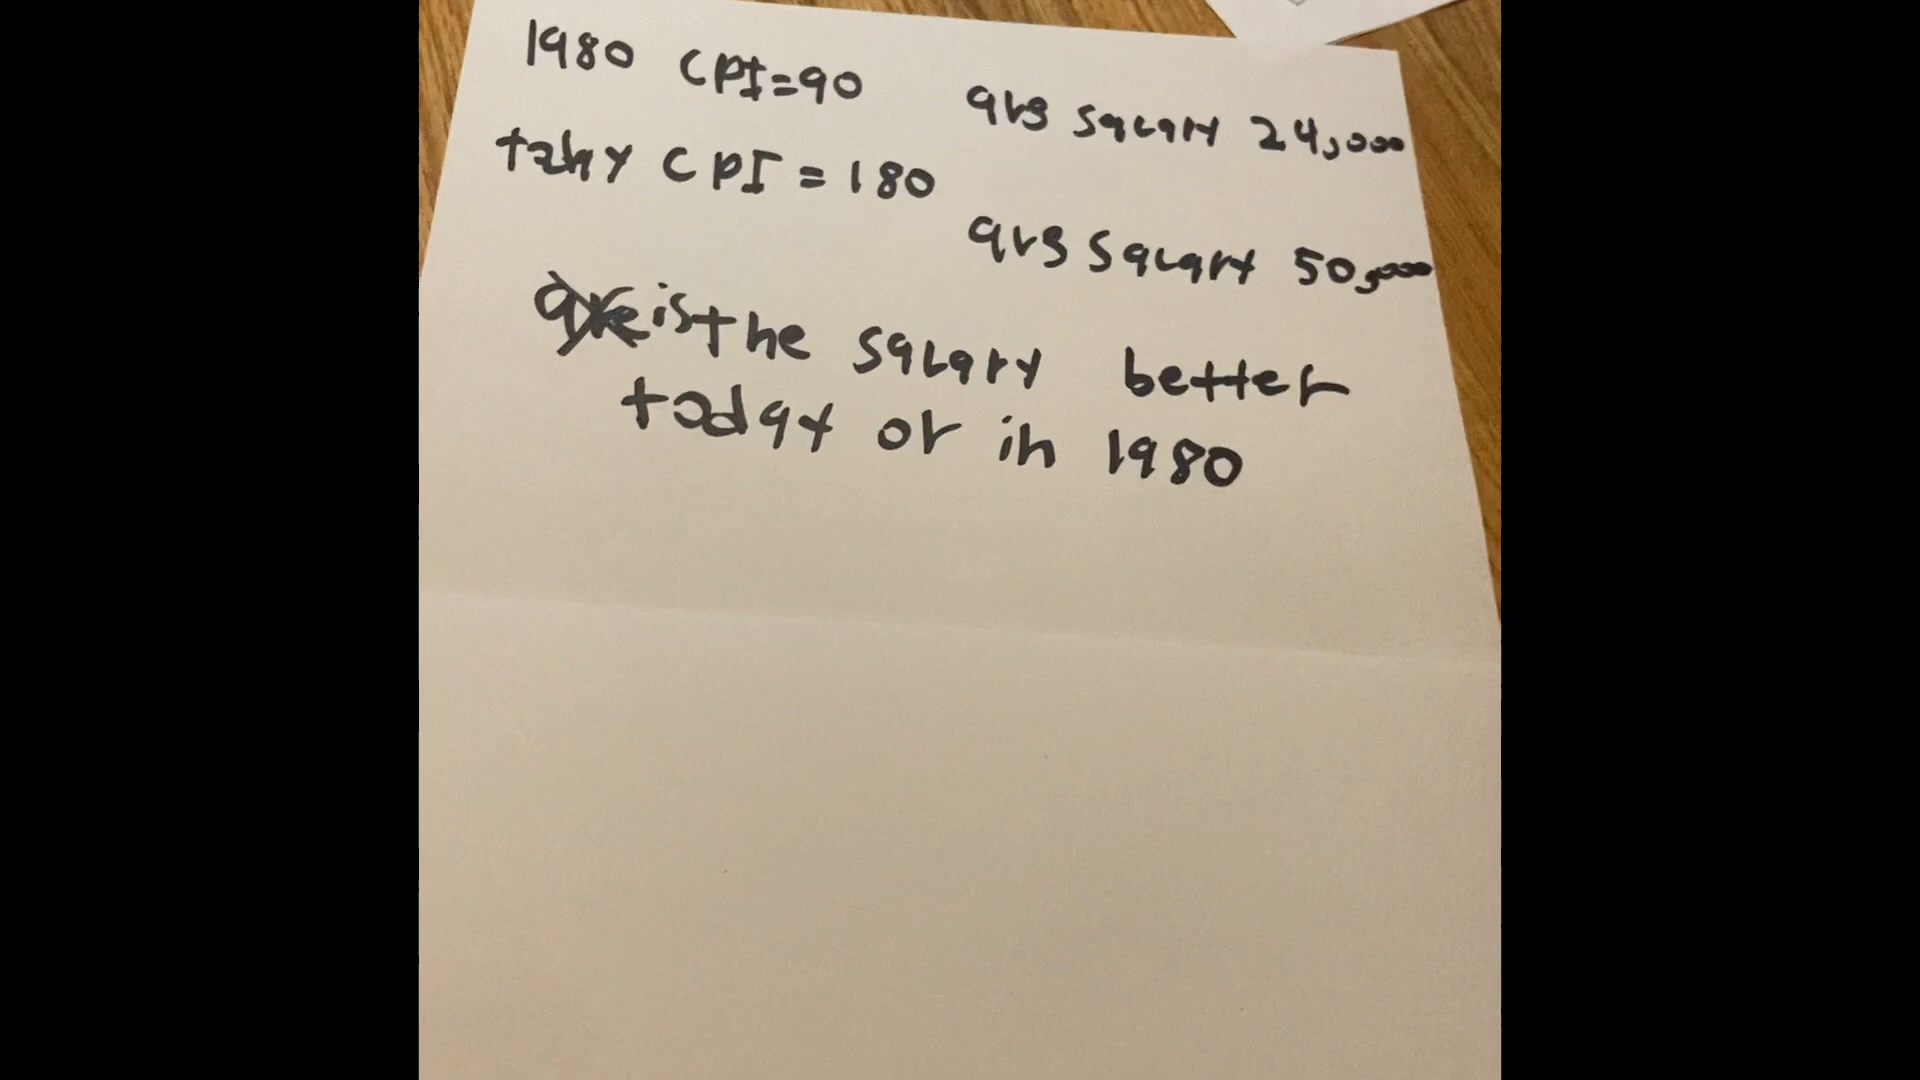 1980 CPI=90 avg salary 24,000
today CPI = 180
avg salary 50,000
is the salary better
today or in 1980